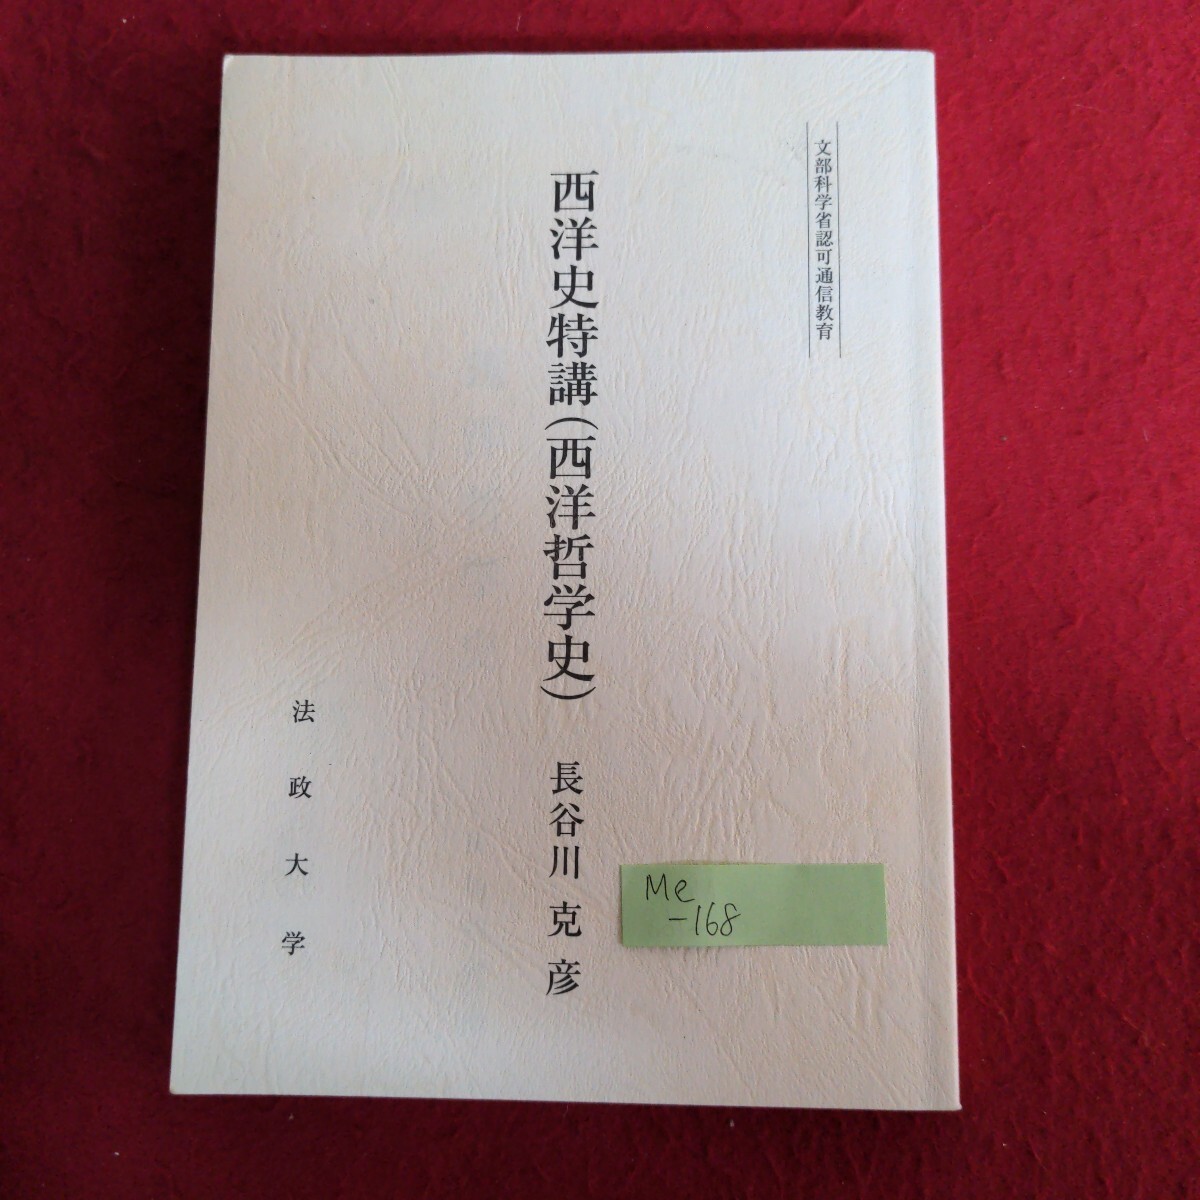 文部科学省認可通信教育
西洋史特講(西洋哲学史) 長谷川克彦
法政大学
Me
-168